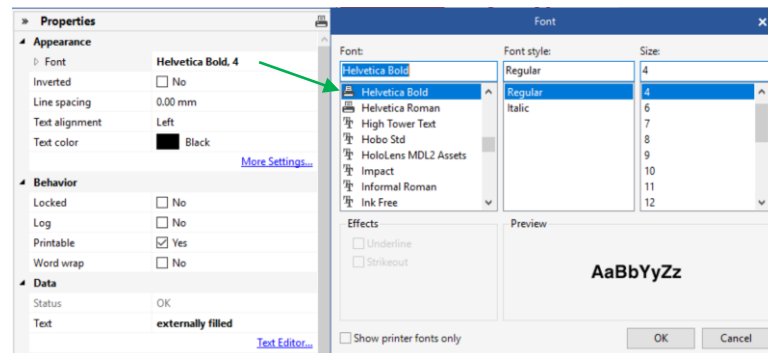 Properties
Appearance
Font Helvetica Bold, 4
Inverted No
Line spacing 0.00 mm
Text alignment Left
Text color Black
More Settings...
Behavior
Locked No
Log No
Printable Yes
Word wrap No
Data
Status OK
Text externally filled
Text Editor...
Font
Font: Font style: Size:
Helvetica Bold Regular 4
Helvetica Bold Regular 4
Helvetica Roman Italic 6
High Tower Text 7
Hobo Std 8
HoloLens MDL2 Assets 9
Impact 10
Informal Roman 11
Ink Free 12
Effects Preview
Underline
Strikeout
AaBbYyZz
Show printer fonts only OK Cancel